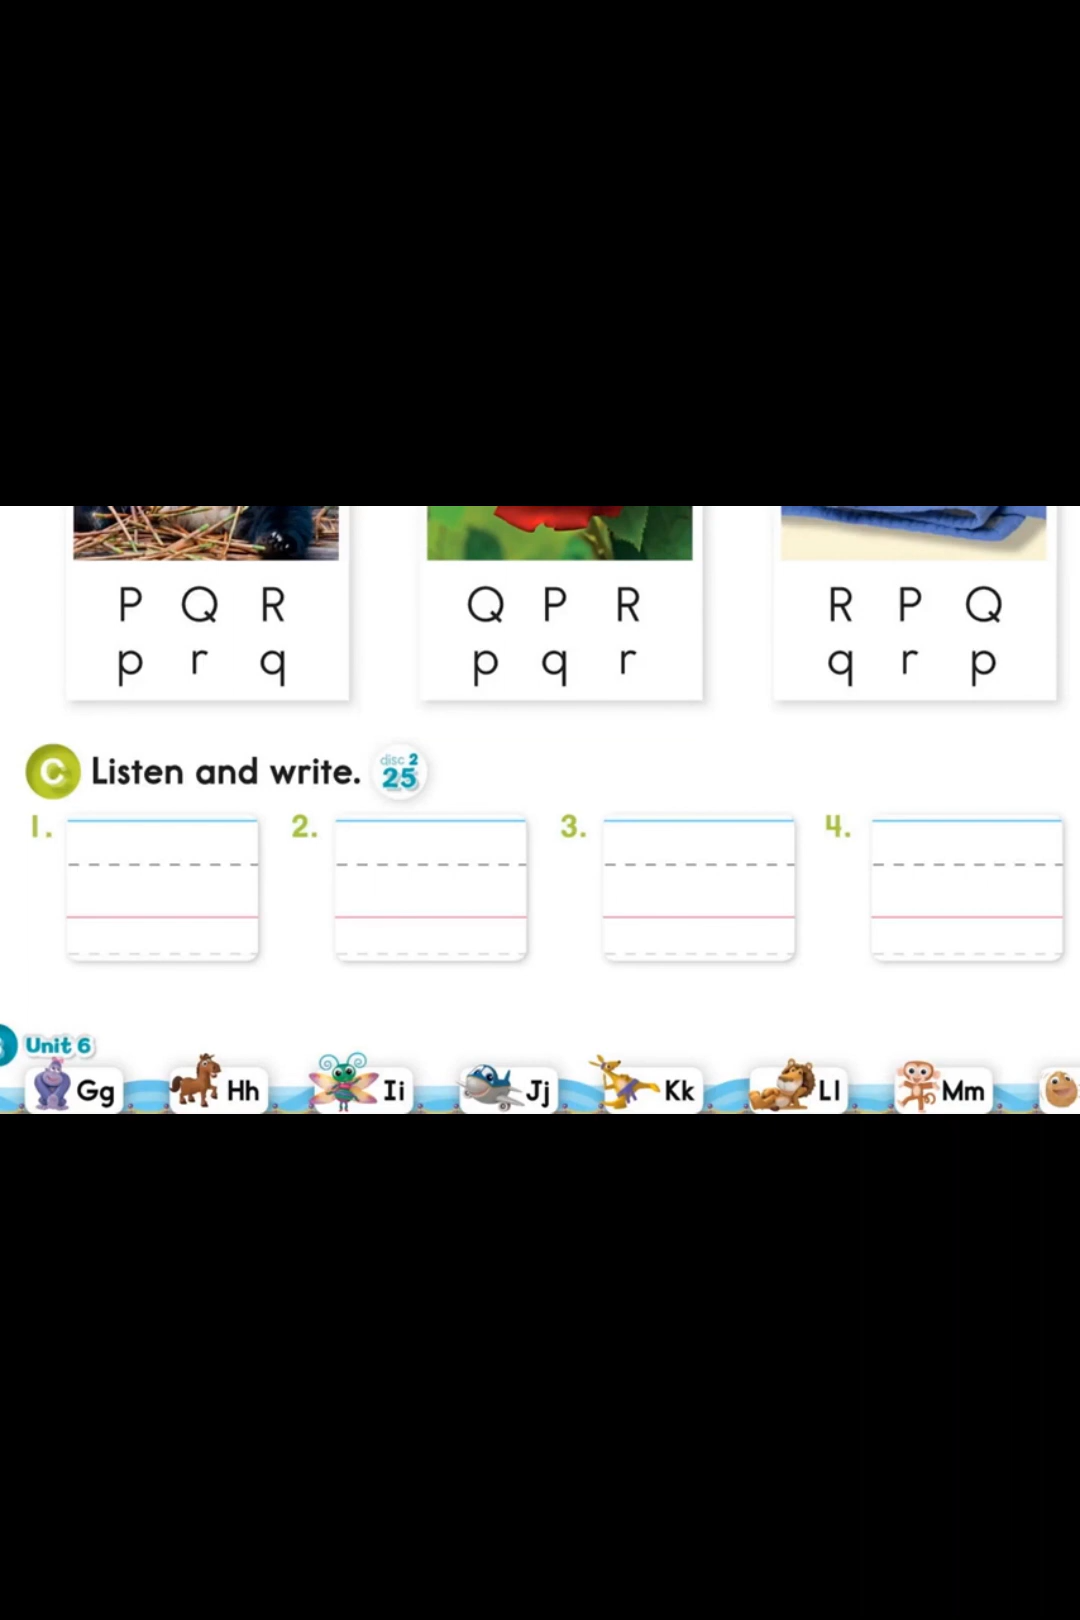 P Q R
p r q
Q P R
p q r
R P Q
q r p
C Listen and write. disc 2 25
1. 2. 3. 4.
Unit 6
Gg Hh Ii Jj Kk Ll Mm